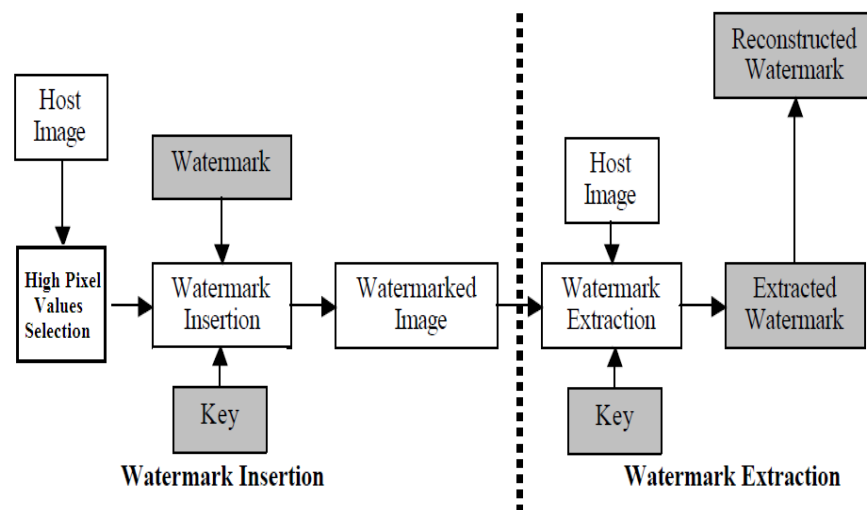 Host
Image
Watermark
High Pixel
Values
Selection
Watermark
Insertion
Watermarked
Image
Key
Watermark Insertion
Reconstructed
Watermark
Host
Image
Watermark
Extraction
Extracted
Watermark
Key
Watermark Extraction